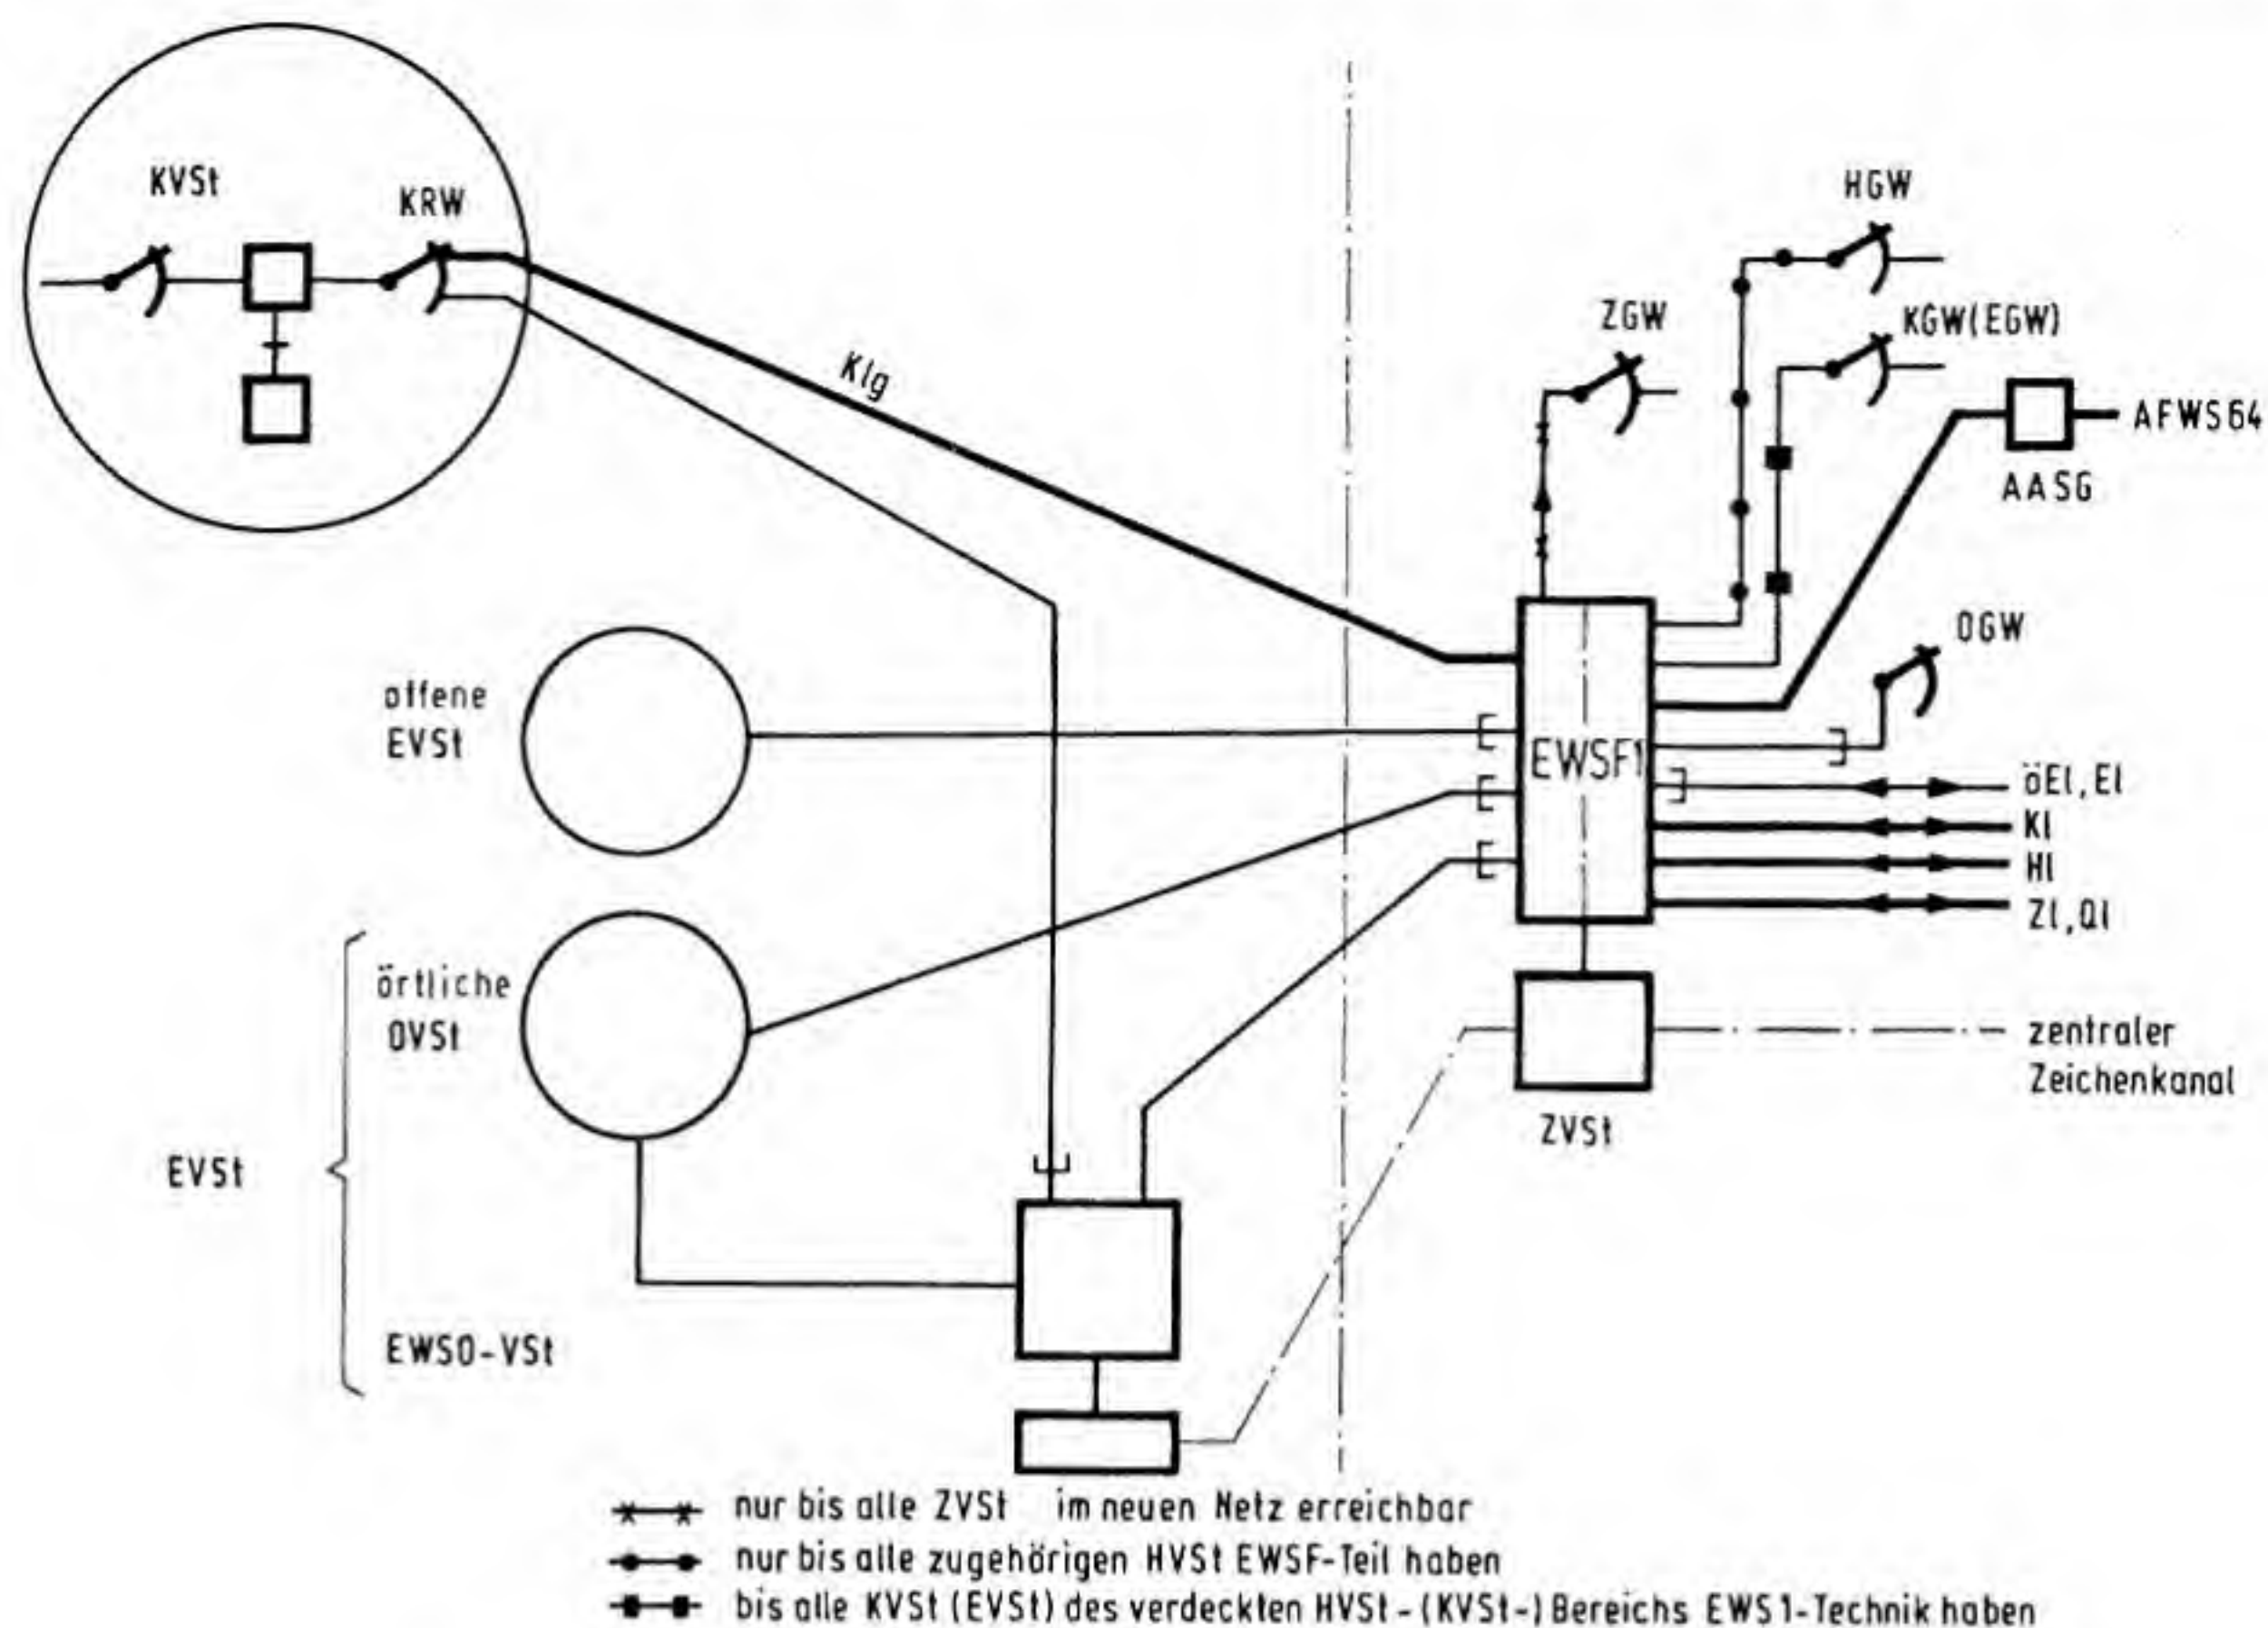 KVSt
KRW
HGW
ZGW
KGW(EGW)
Klg
AFWS64
AASG
OGW
offene
EVSt
EWSF1
öEl, El
Kl
Hl
Zl, Ql
örtliche
OVSt
zentraler
Zeichenkanal
ZVSt
EVSt
EWSO-VSt
nur bis alle ZVSt im neuen Netz erreichbar
nur bis alle zugehörigen HVSt EWSF-Teil haben
bis alle KVSt (EVSt) des verdeckten HVSt-(KVSt-) Bereichs EWS1-Technik haben